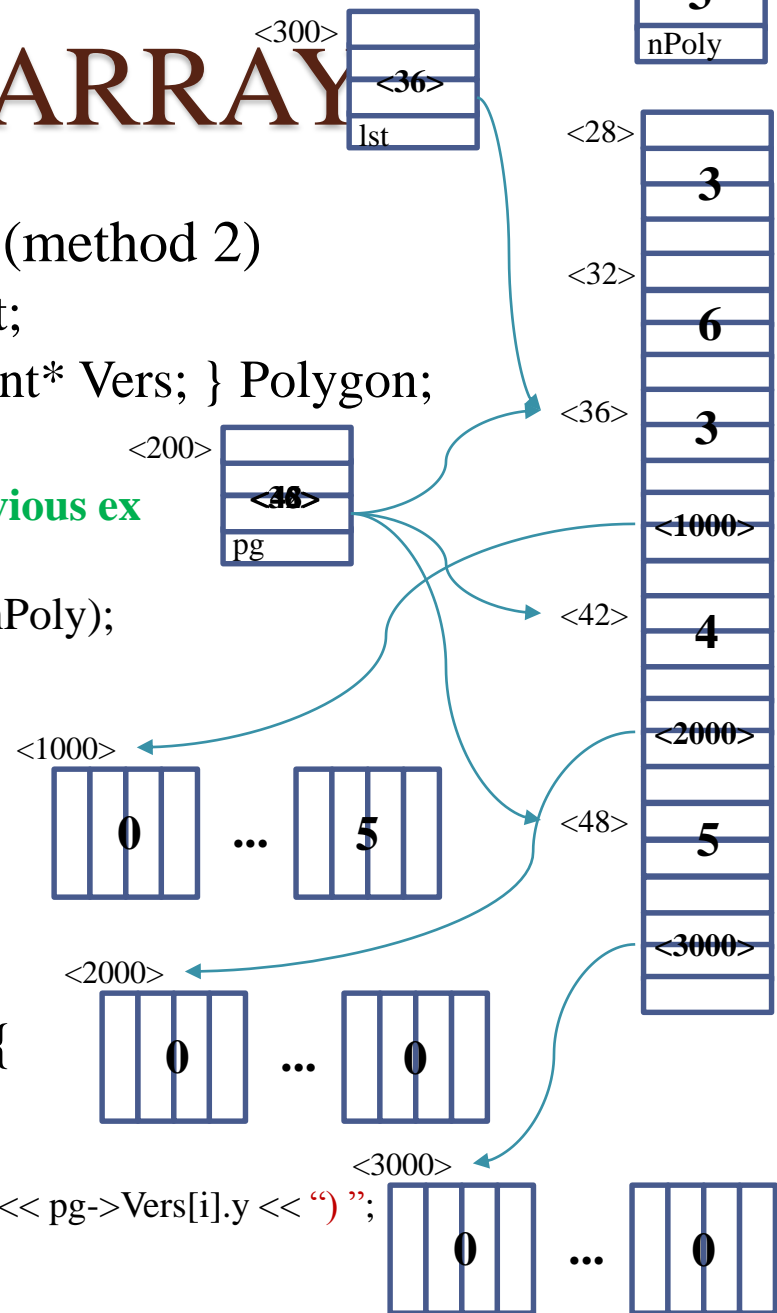 <300>
nPoly
ARRAY
<36>
lst
<28>
3
(method 2)
<32>
t;
6
nt* Vers; } Polygon;
<36>
3
<200>
vious ex
pg
<1000>
nPoly);
<42>
4
<1000>
<2000>
0 ... 5
<48>
5
<3000>
<2000>
{
0 ... 0
<3000>
<< pg->Vers[i].y << “) ”;
0 ... 0